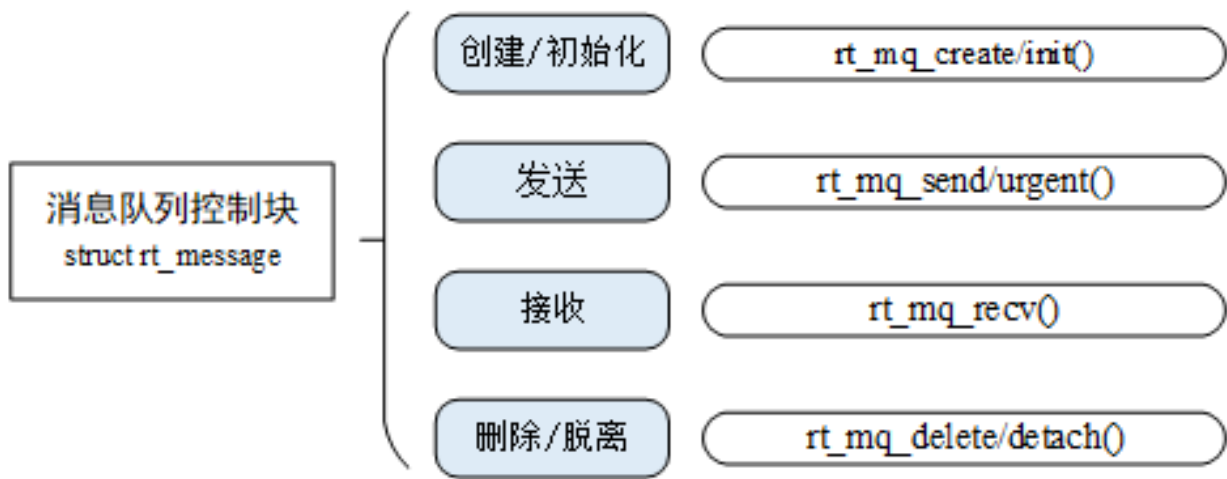 消息队列控制块
struct rt_message
创建/初始化
rt_mq_create/init()
发送
rt_mq_send/urgent()
接收
rt_mq_recv()
删除/脱离
rt_mq_delete/detach()